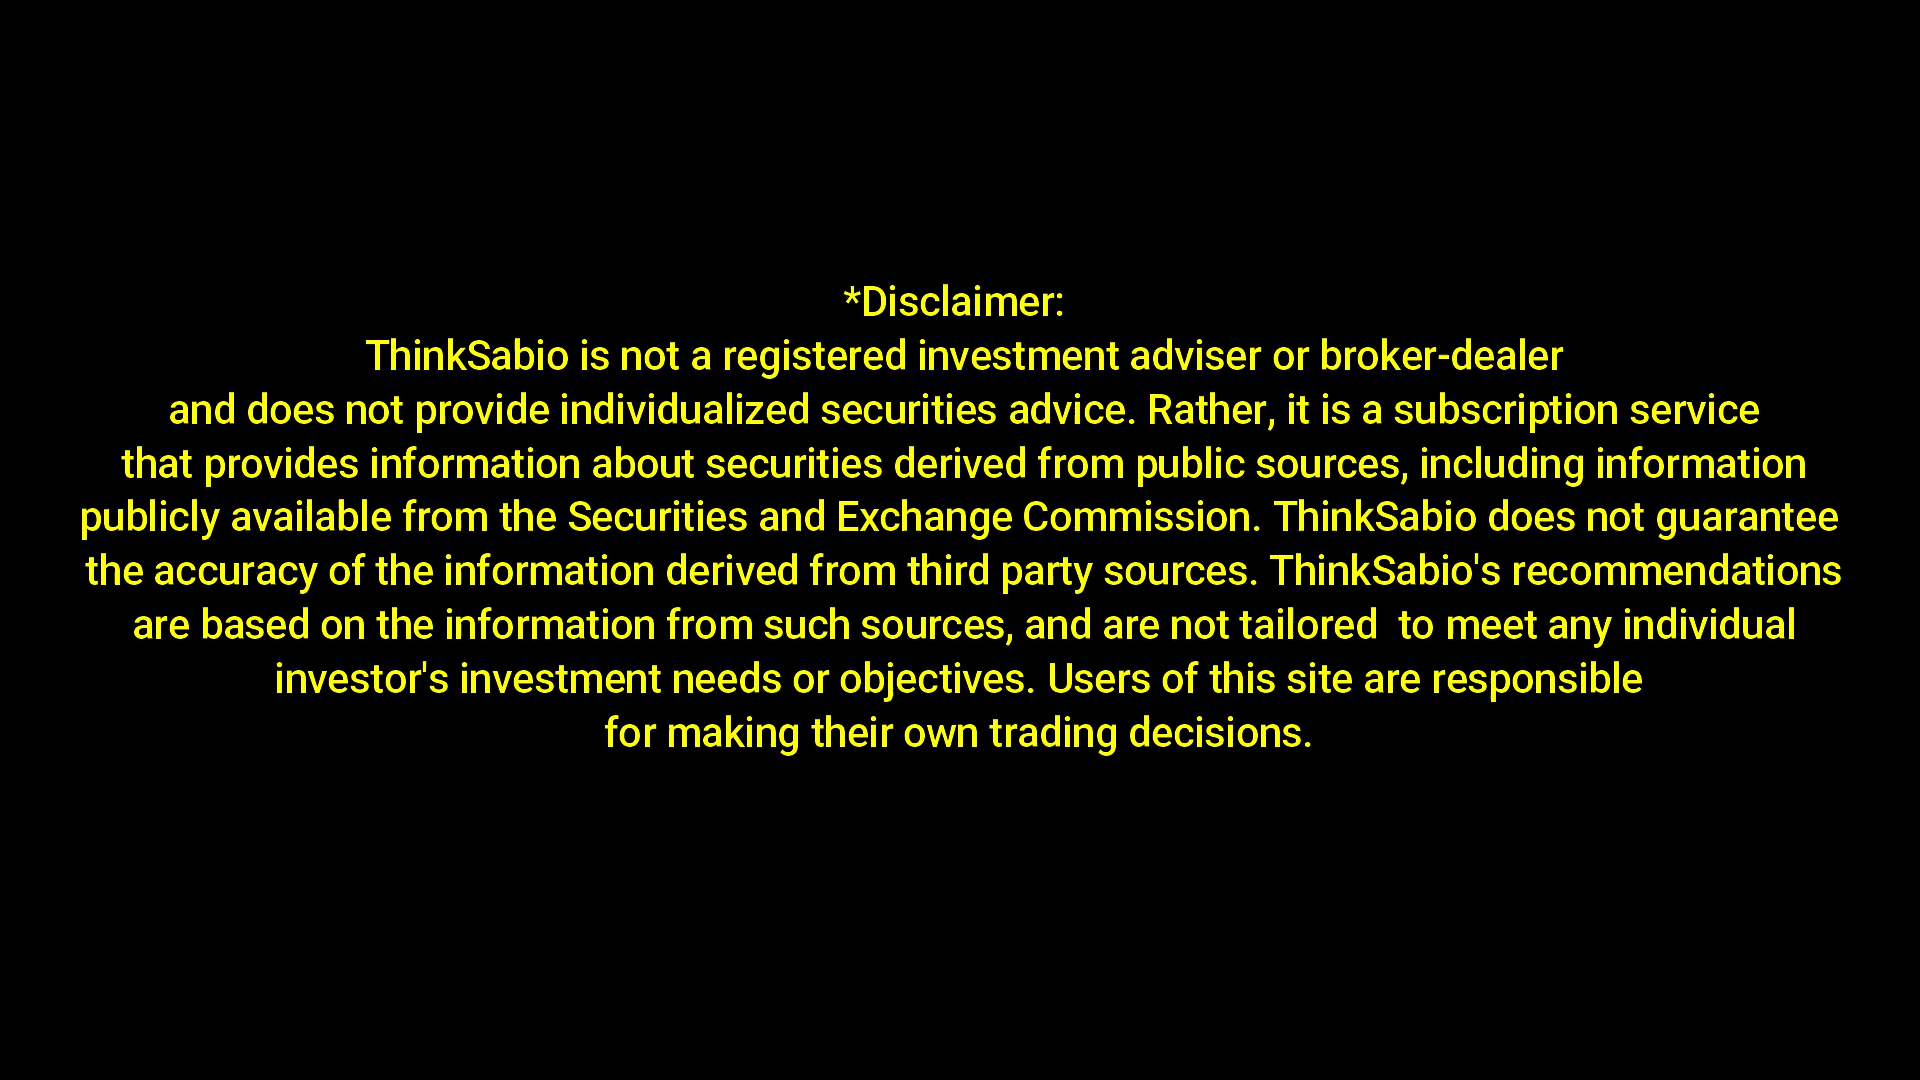 *Disclaimer:
ThinkSabio is not a registered investment adviser or broker-dealer
and does not provide individualized securities advice. Rather, it is a subscription service
that provides information about securities derived from public sources, including information
publicly available from the Securities and Exchange Commission. ThinkSabio does not guarantee
the accuracy of the information derived from third party sources. ThinkSabio's recommendations
are based on the information from such sources, and are not tailored  to meet any individual
investor's investment needs or objectives. Users of this site are responsible
for making their own trading decisions.